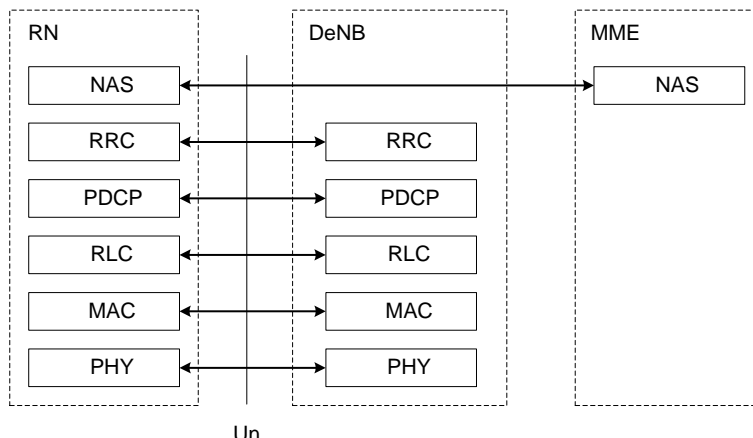 RN DeNB MME
NAS NAS
RRC RRC
PDCP PDCP
RLC RLC
MAC MAC
PHY PHY
Un